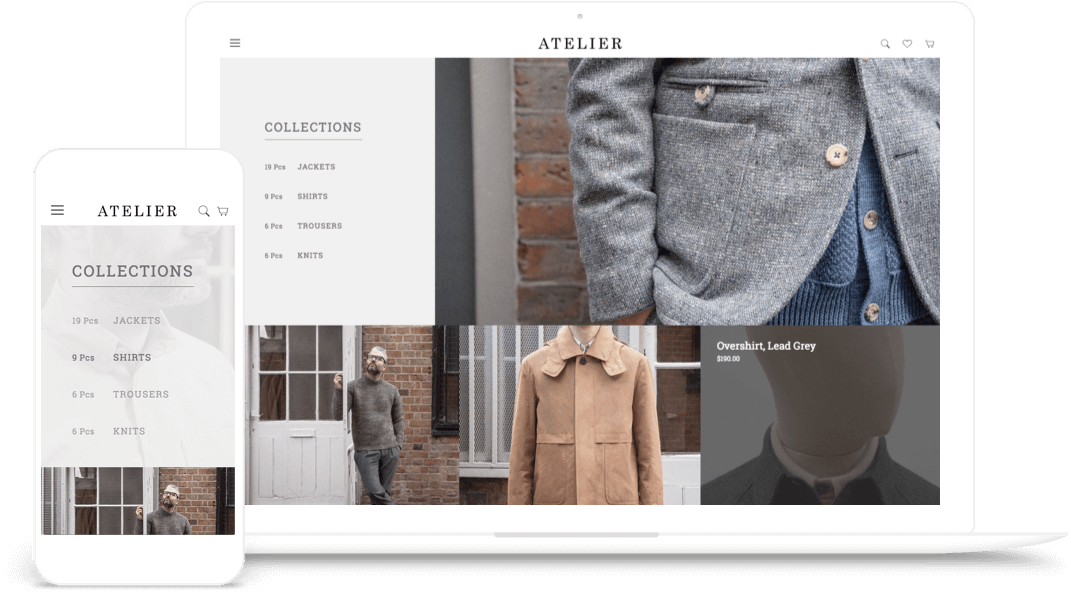 ATELIER
COLLECTIONS
19 Pcs JACKETS
9 Pcs SHIRTS
6 Pcs TROUSERS
6 Pcs KNITS
Overshirt, Lead Grey
$190.00
ATELIER
COLLECTIONS
19 Pcs JACKETS
9 Pcs SHIRTS
6 Pcs TROUSERS
6 Pcs KNITS